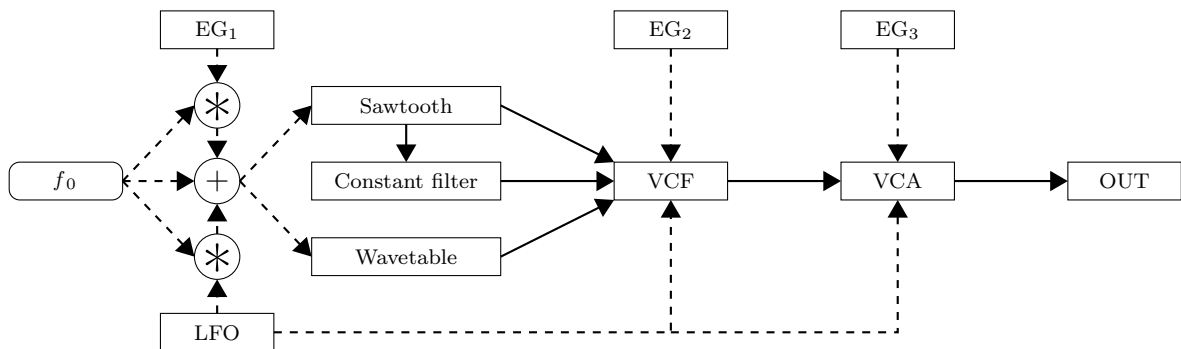 EG₁
EG₂
EG₃
*
Sawtooth
f₀
+
Constant filter
VCF
VCA
OUT
*
Wavetable
LFO